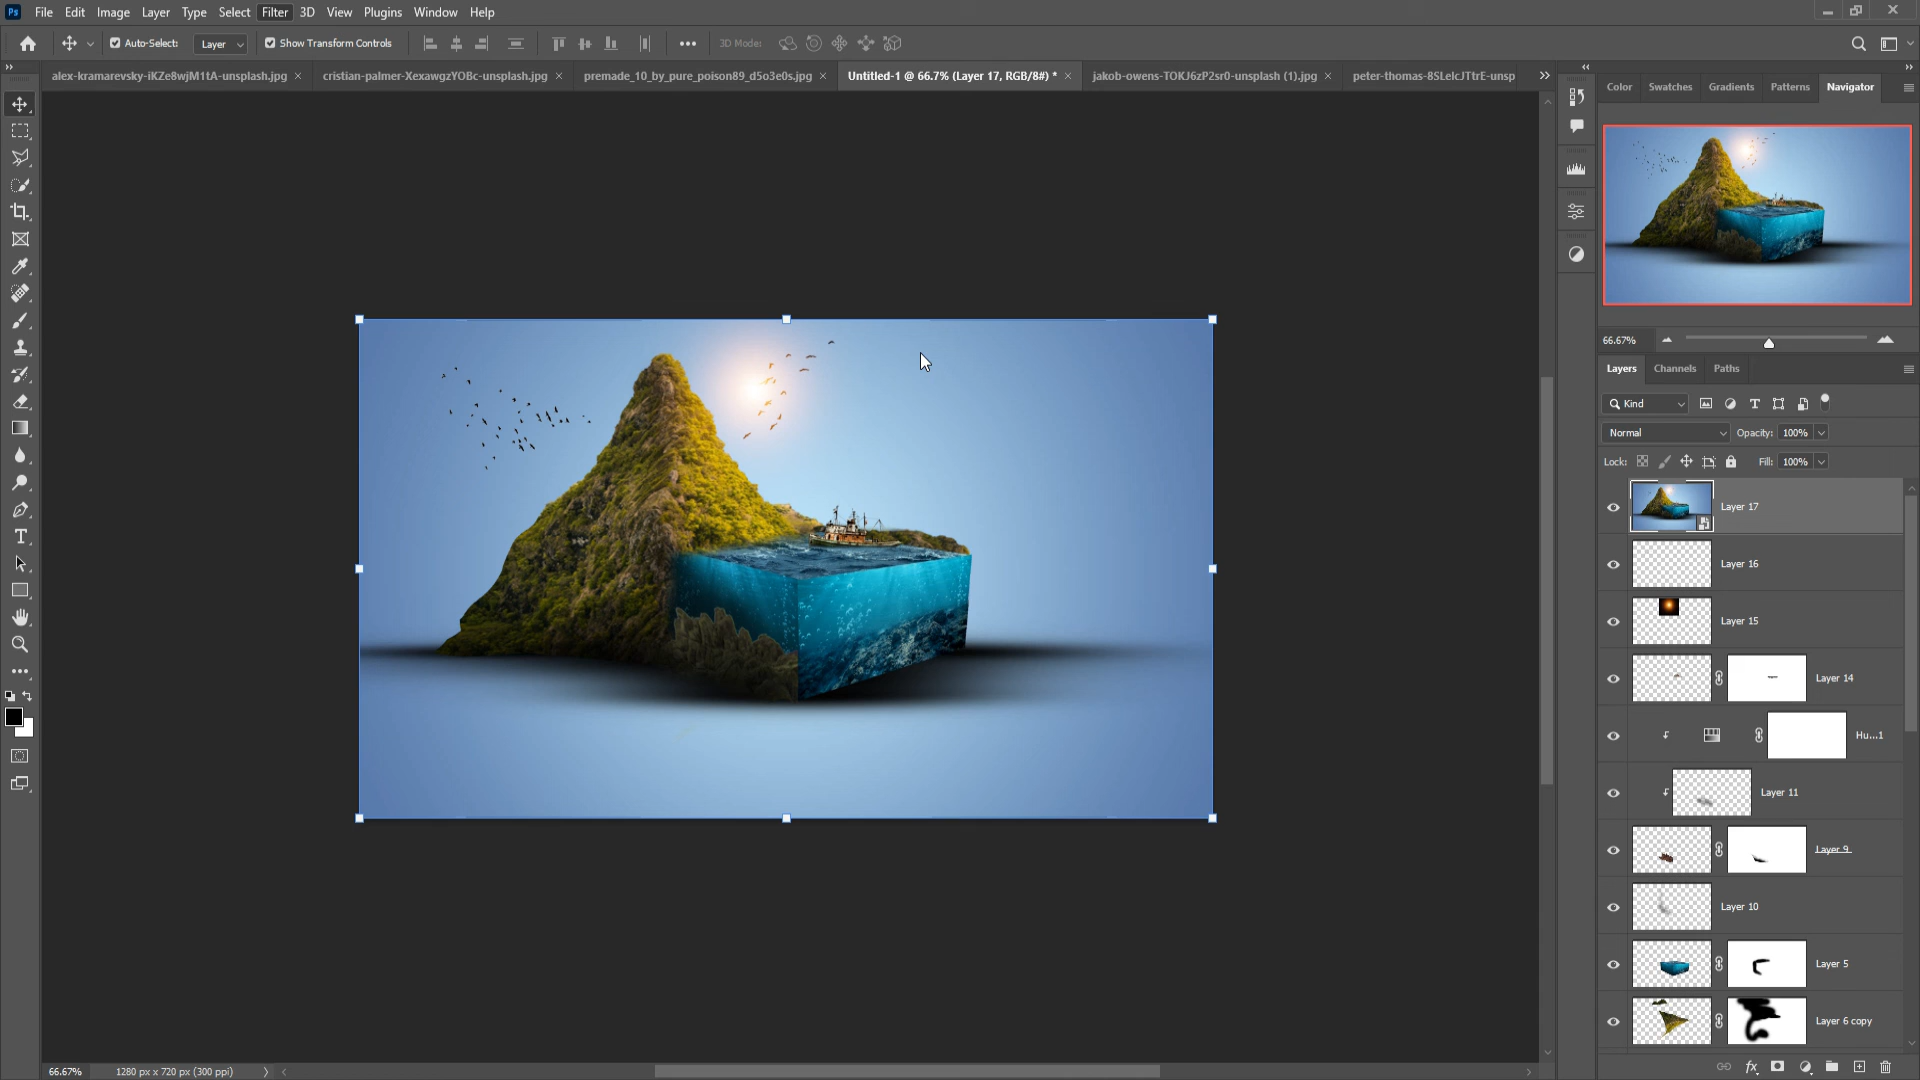 Ps File Edit Image Layer Type Select Filter 3D View Plugins Window Help
Auto-Select: Layer Show Transform Controls 3D Mode:
alex-kramarevsky-iKZe8wjM1tA-unsplash.jpg cristian-palmer-XexawgzYOBc-unsplash.jpg premade_10_by_pure_poison89_d5o3e0s.jpg Untitled-1 @ 66.7% (Layer 17, RGB/8#) * jakob-owens-TOKJ6zP2sr0-unsplash (1).jpg peter-thomas-8SLelcJTtrE-unsp
Color Swatches Gradients Patterns Navigator
66.67%
Layers Channels Paths
Kind
Normal Opacity: 100%
Lock: Fill: 100%
Layer 17
Layer 16
Layer 15
Layer 14
Hu...1
Layer 11
Layer 9
Layer 10
Layer 5
Layer 6 copy
66.67% 1280 px x 720 px (300 ppi)